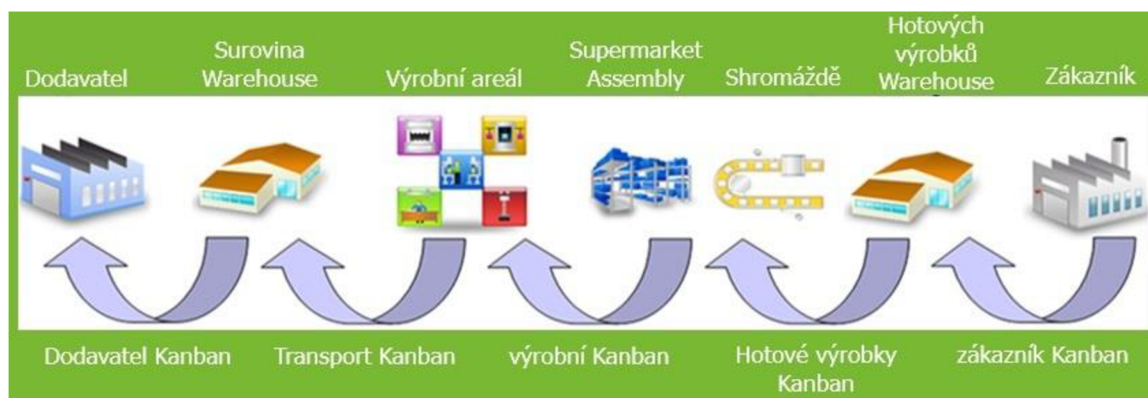 Dodavatel
Surovina
Warehouse
Výrobní areál
Supermarket
Assembly
Shromáždě
Hotových
výrobků
Warehouse
Zákazník
Dodavatel Kanban
Transport Kanban
výrobní Kanban
Hotové výrobky
Kanban
zákazník Kanban